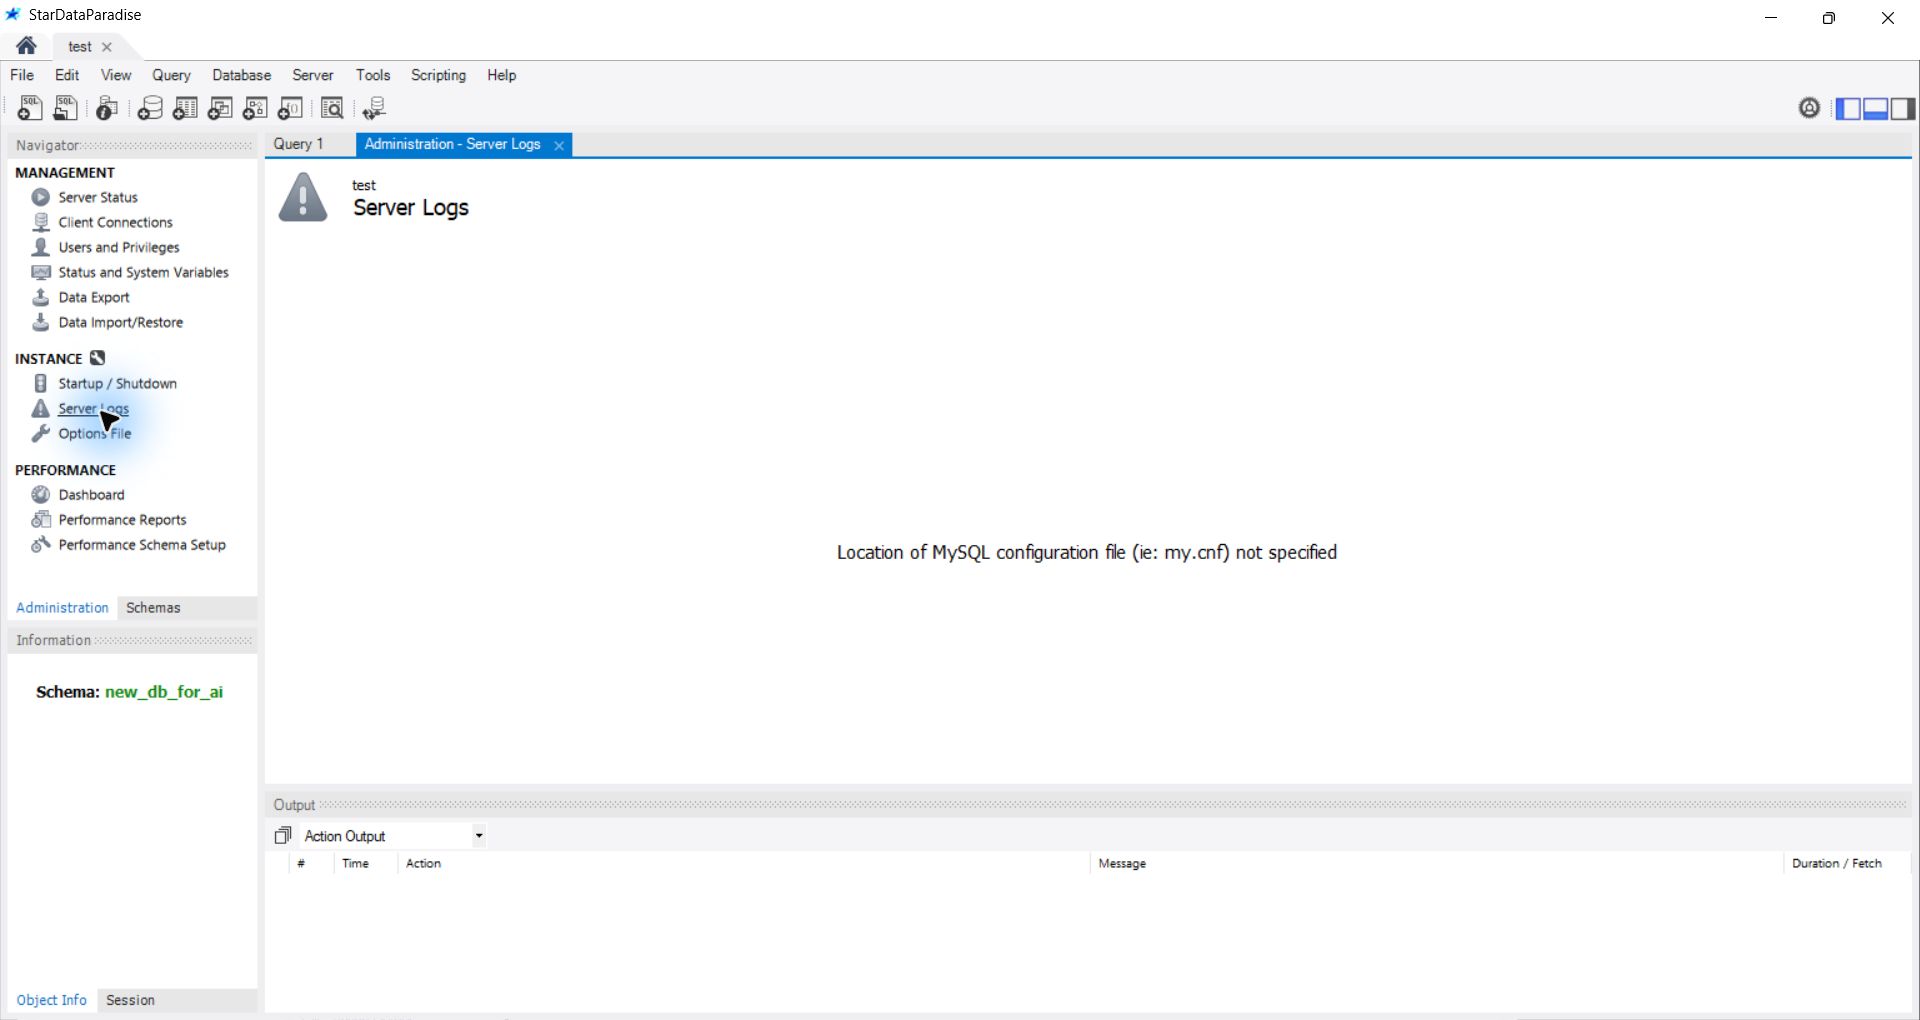 StarDataParadise
test
File Edit View Query Database Server Tools Scripting Help
Navigator
MANAGEMENT
Server Status
Client Connections
Users and Privileges
Status and System Variables
Data Export
Data Import/Restore
INSTANCE
Startup / Shutdown
Server Logs
Options File
PERFORMANCE
Dashboard
Performance Reports
Performance Schema Setup
Administration Schemas
Information
Schema: new_db_for_ai
Object Info Session
Query 1 Administration - Server Logs
test
Server Logs
Location of MySQL configuration file (ie: my.cnf) not specified
Output
Action Output
# Time Action Message Duration / Fetch